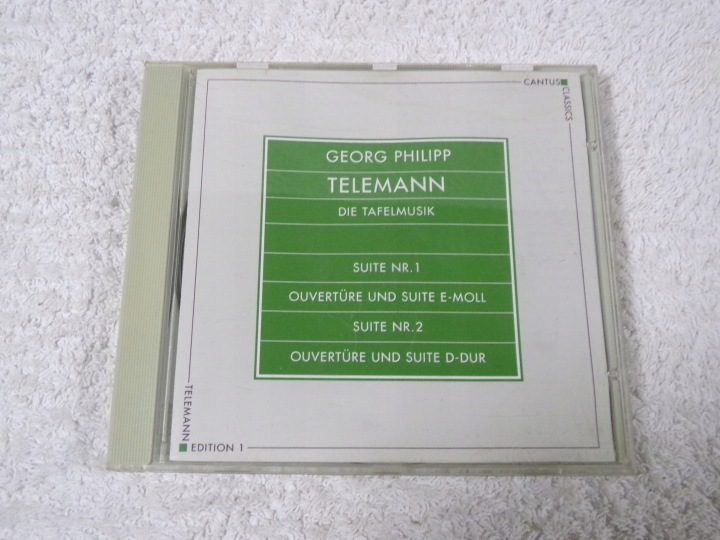 CANTUS
CLASSICS
GEORG PHILIPP
TELEMANN
DIE TAFELMUSIK
SUITE NR.1
OUVERTÜRE UND SUITE E-MOLL
SUITE NR.2
OUVERTÜRE UND SUITE D-DUR
TELEMANN
EDITION 1